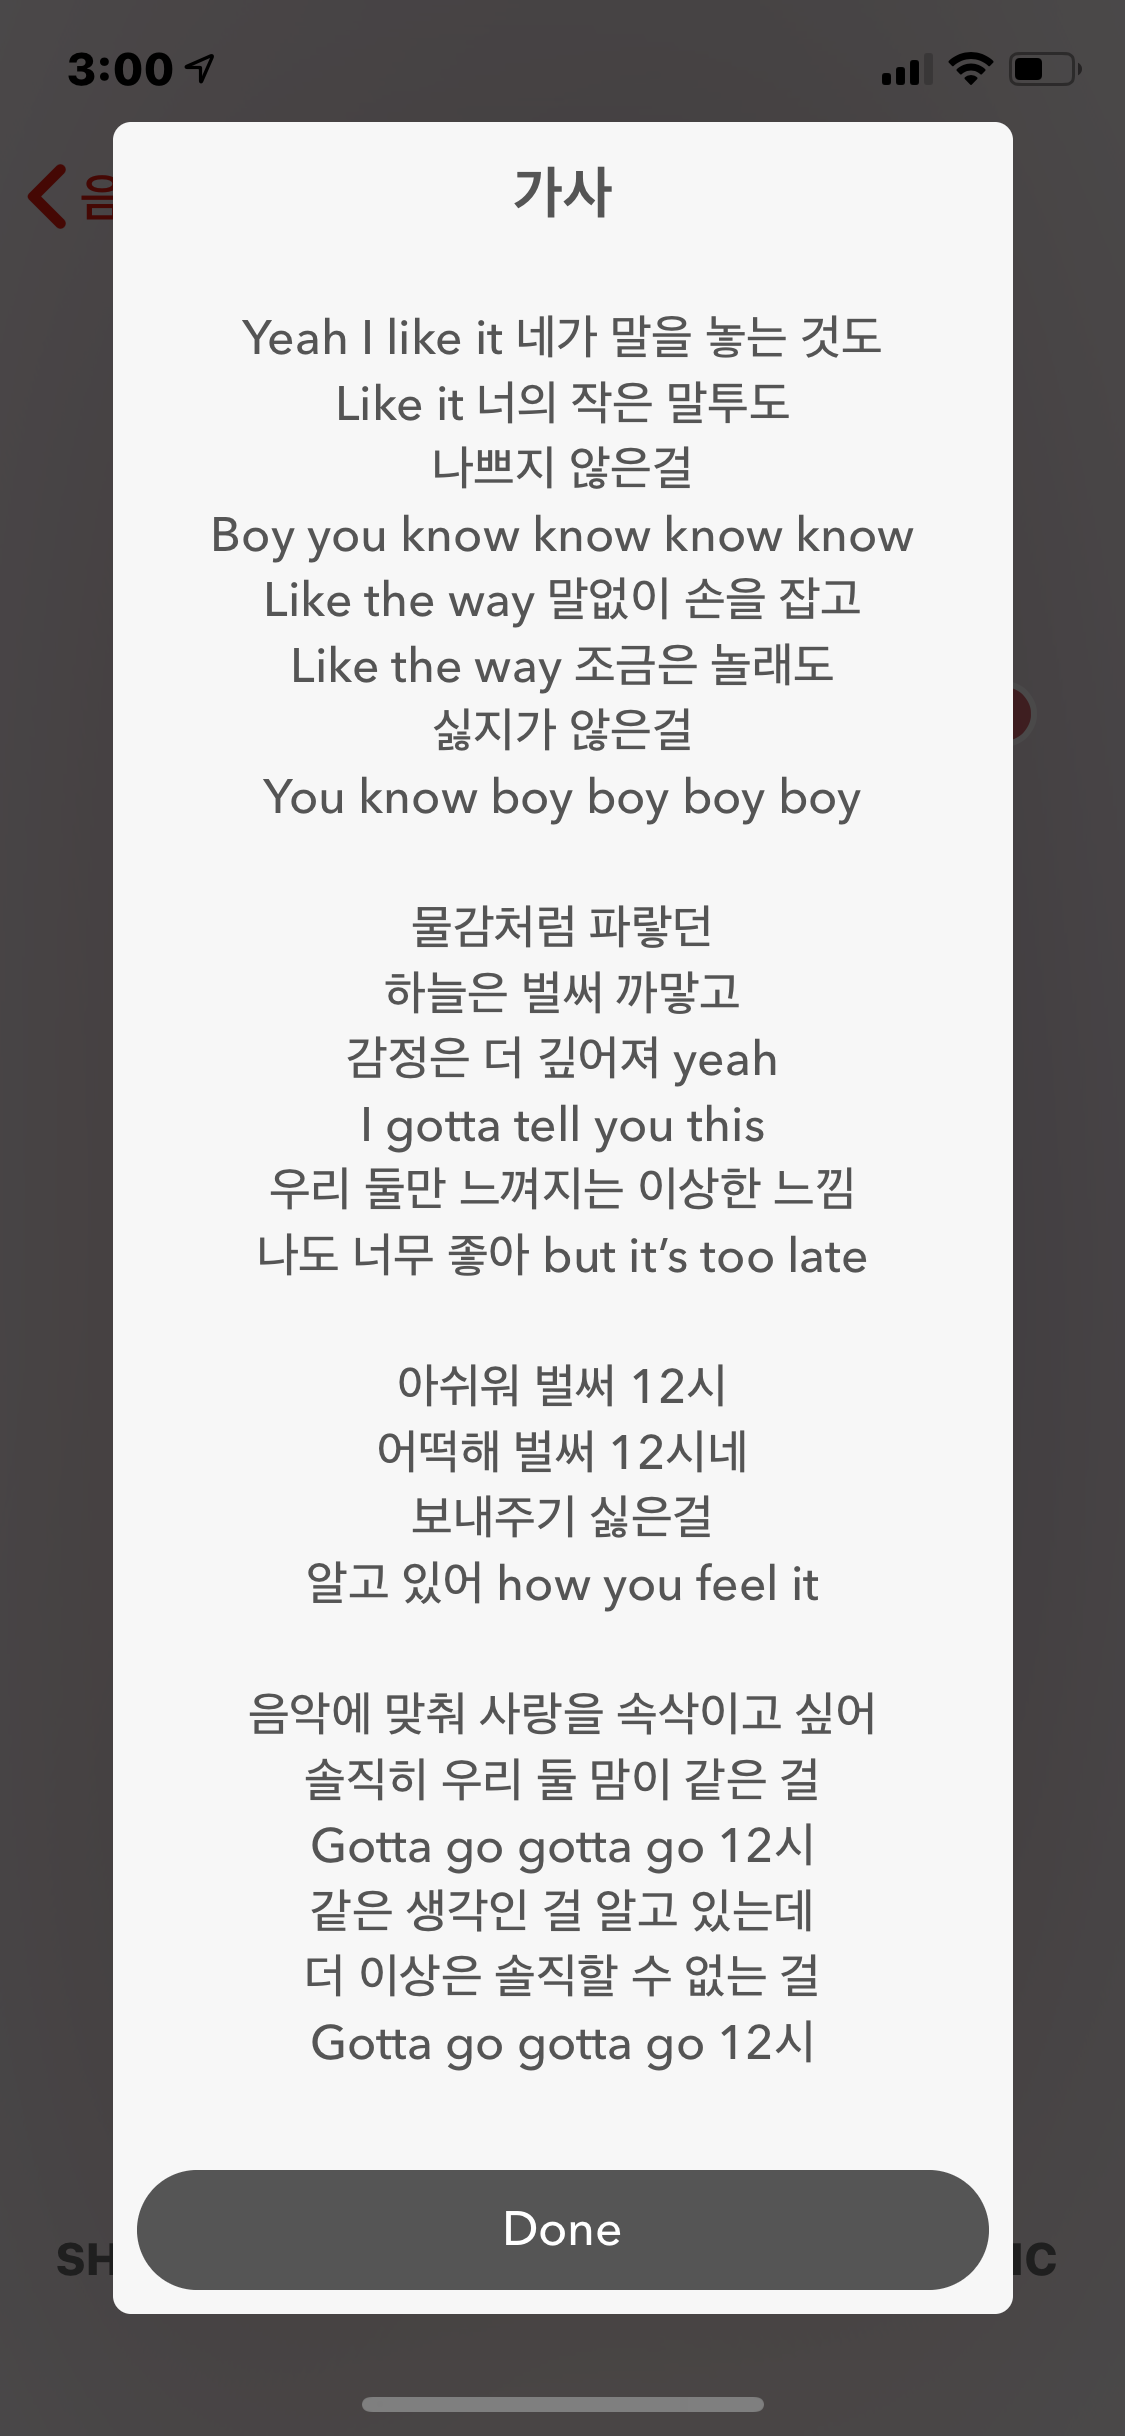 3:00
음
가사
Yeah I like it 네가 말을 놓는 것도
Like it 너의 작은 말투도
나쁘지 않은걸
Boy you know know know know
Like the way 말없이 손을 잡고
Like the way 조금은 놀래도
싫지가 않은걸
You know boy boy boy boy
물감처럼 파랗던
하늘은 벌써 까맣고
감정은 더 깊어져 yeah
I gotta tell you this
우리 둘만 느껴지는 이상한 느낌
나도 너무 좋아 but it’s too late
아쉬워 벌써 12시
어떡해 벌써 12시네
보내주기 싫은걸
알고 있어 how you feel it
음악에 맞춰 사랑을 속삭이고 싶어
솔직히 우리 둘 맘이 같은 걸
Gotta go gotta go 12시
같은 생각인 걸 알고 있는데
더 이상은 솔직할 수 없는 걸
Gotta go gotta go 12시
Done